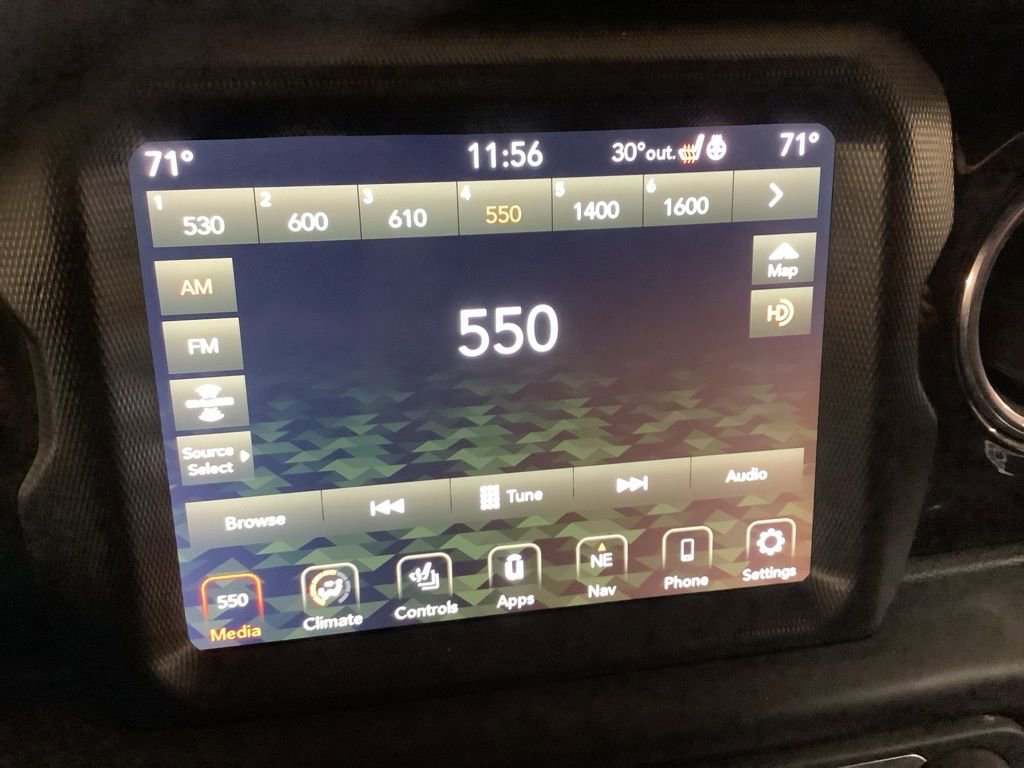 71° 11:56 30°out. 71°
1 530 2 600 3 610 4 550 5 1400 6 1600
AM
Map
HD
FM
550
Source
Select
Browse Tune Audio
550 NE
Media Climate Controls Apps Nav Phone Settings